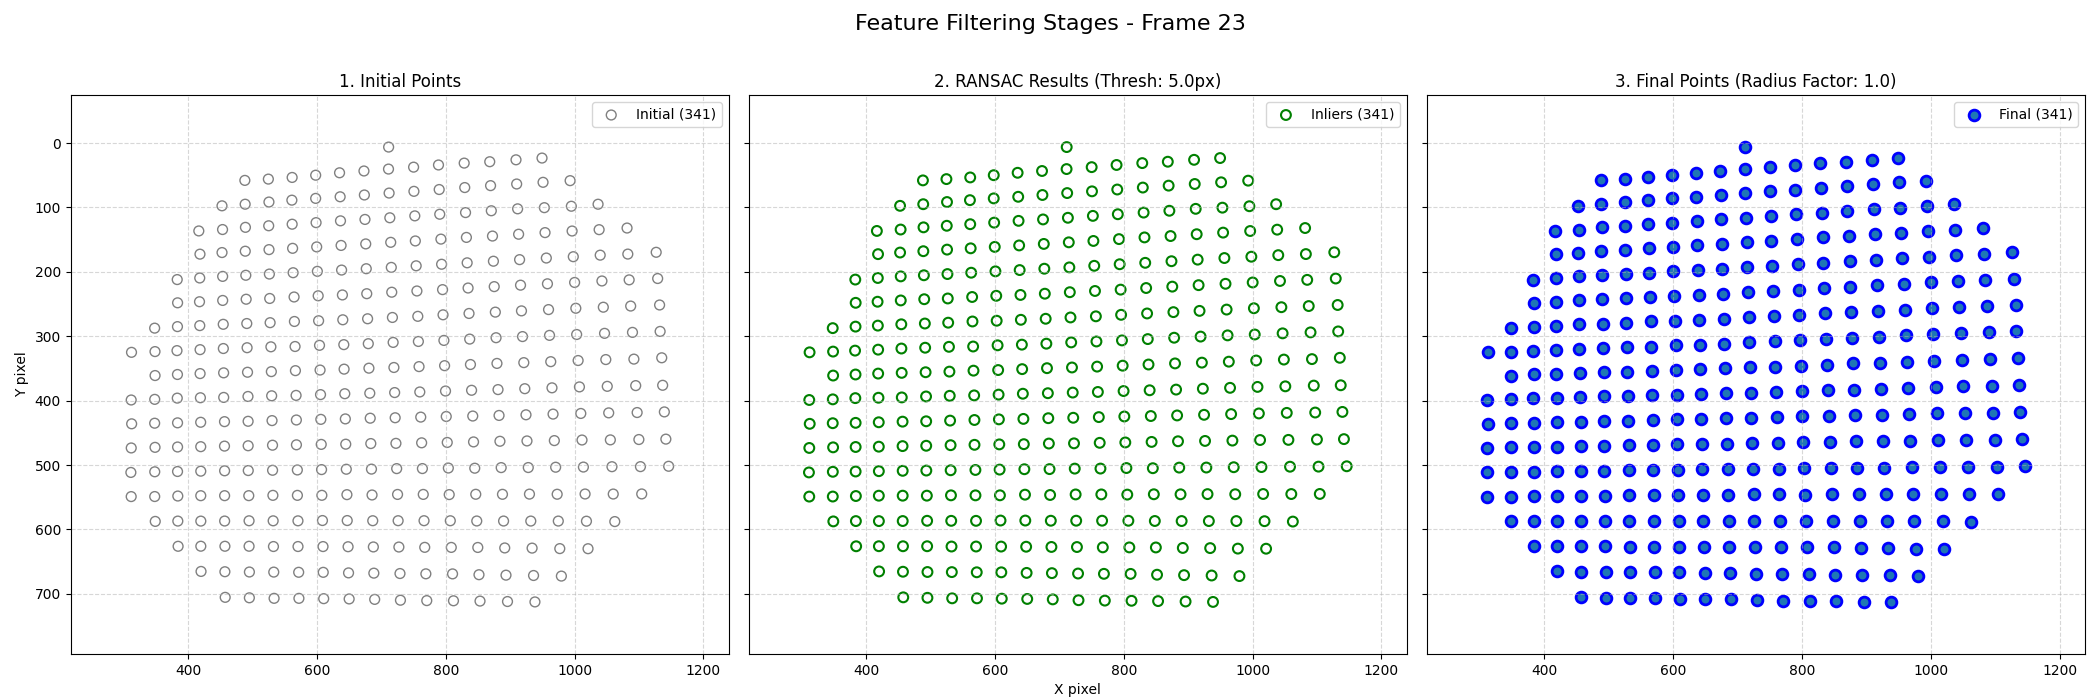 Feature Filtering Stages - Frame 23
1. Initial Points
Initial (341)
0
100
200
300
400
500
600
700
Y pixel
400
600
800
1000
1200
2. RANSAC Results (Thresh: 5.0px)
Inliers (341)
400
600
800
1000
1200
X pixel
3. Final Points (Radius Factor: 1.0)
Final (341)
400
600
800
1000
1200